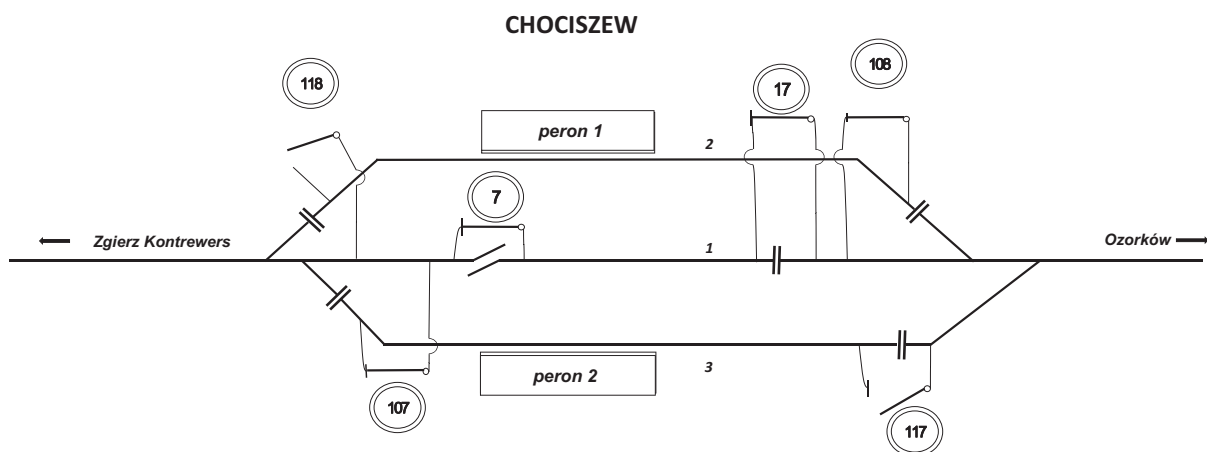 CHOCISZEW
118
17
108
peron 1
2
7
Zgierz Kontrewers
1
Ozorków
peron 2
3
107
117